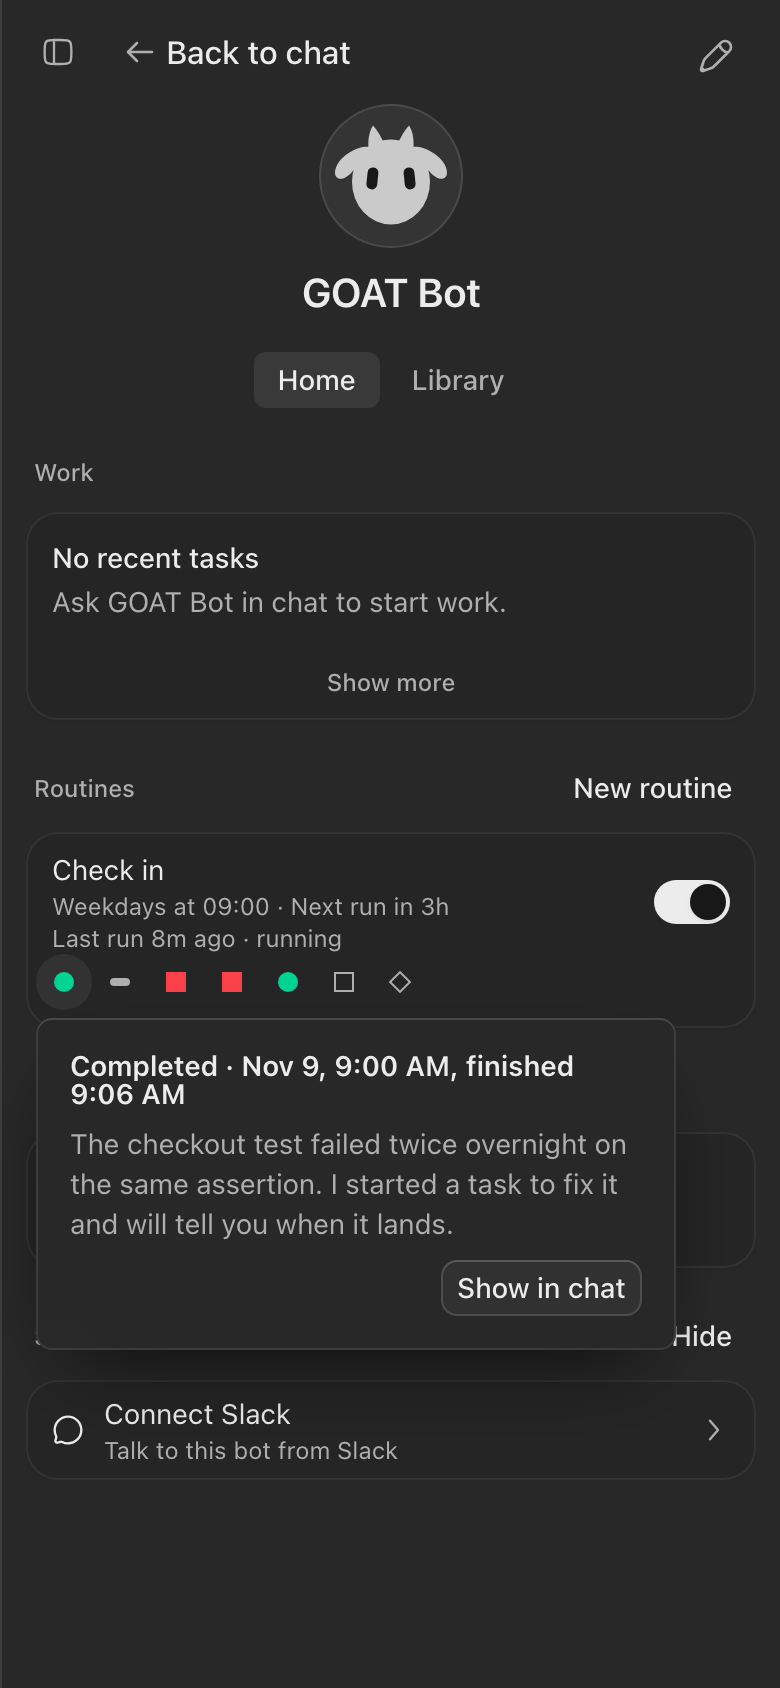 Back to chat
GOAT Bot
Home
Library
Work
No recent tasks
Ask GOAT Bot in chat to start work.
Show more
Routines
New routine
Check in
Weekdays at 09:00 · Next run in 3h
Last run 8m ago · running
Completed · Nov 9, 9:00 AM, finished
9:06 AM
The checkout test failed twice overnight on
the same assertion. I started a task to fix it
and will tell you when it lands.
Show in chat
Hide
Connect Slack
Talk to this bot from Slack